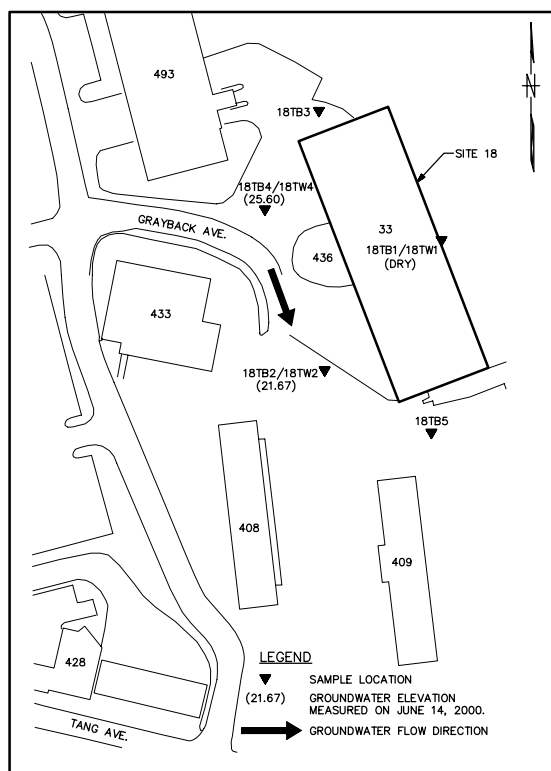 493
N
18TB3
SITE 18
18TB4/18TW4
(25.60)
GRAYBACK AVE.
33
436
18TB1/18TW1
(DRY)
433
18TB2/18TW2
(21.67)
18TB5
408
409
LEGEND
428
SAMPLE LOCATION
(21.67)
GROUNDWATER ELEVATION
MEASURED ON JUNE 14, 2000.
GROUNDWATER FLOW DIRECTION
TANG AVE.